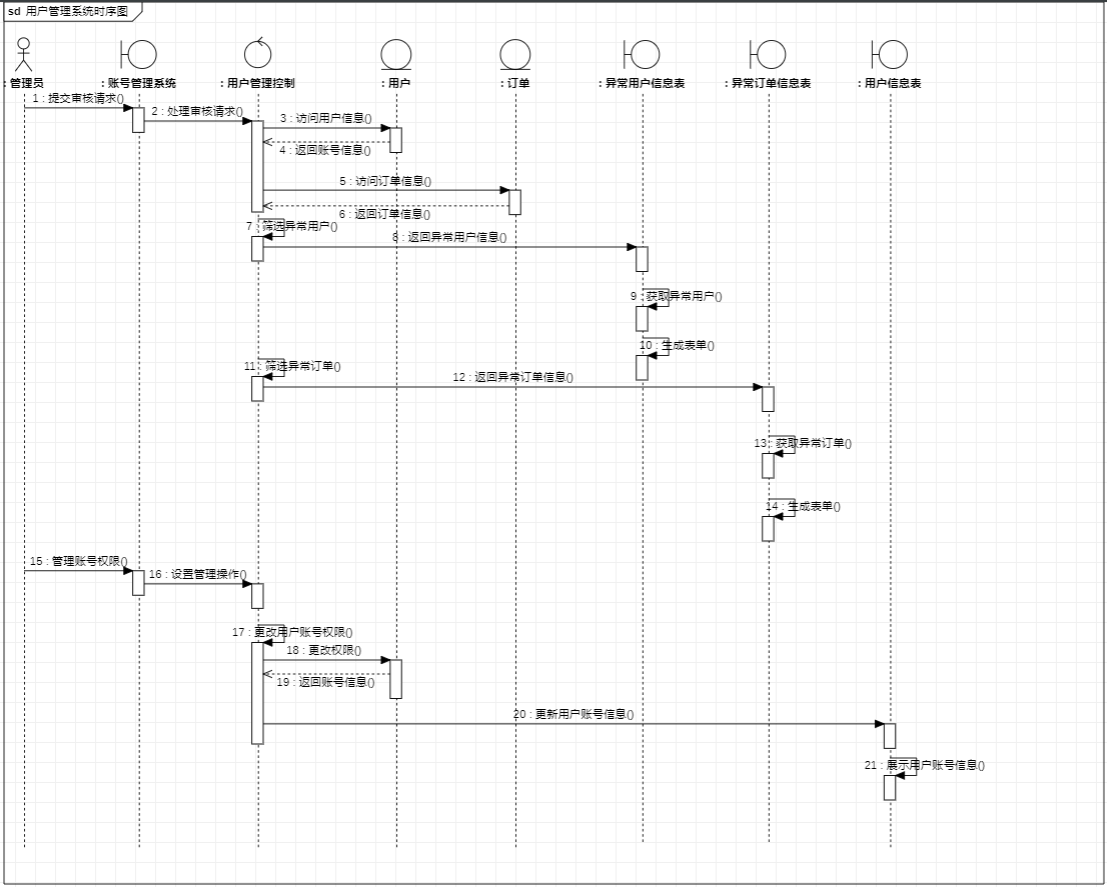 sd 用户管理系统时序图
: 管理员
: 账号管理系统
: 用户管理控制
: 用户
: 订单
: 异常用户信息表
: 异常订单信息表
: 用户信息表
1 : 提交审核请求()
2 : 处理审核请求()
3 : 访问用户信息()
4 : 返回账号信息()
5 : 访问订单信息()
6 : 返回订单信息()
7 : 筛选异常用户()
8 : 返回异常用户信息()
9 : 获取异常用户()
10 : 生成表单()
11 : 筛选异常订单()
12 : 返回异常订单信息()
13 : 获取异常订单()
14 : 生成表单()
15 : 管理账号权限()
16 : 设置管理操作()
17 : 更改用户账号权限()
18 : 更改权限()
19 : 返回账号信息()
20 : 更新用户账号信息()
21 : 展示用户账号信息()